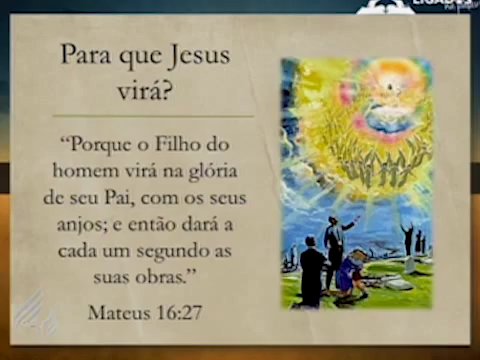 LIGADOS
Para que Jesus
virá?
“Porque o Filho do
homem virá na glória
de seu Pai, com os seus
anjos; e então dará a
cada um segundo as
suas obras.”
Mateus 16:27